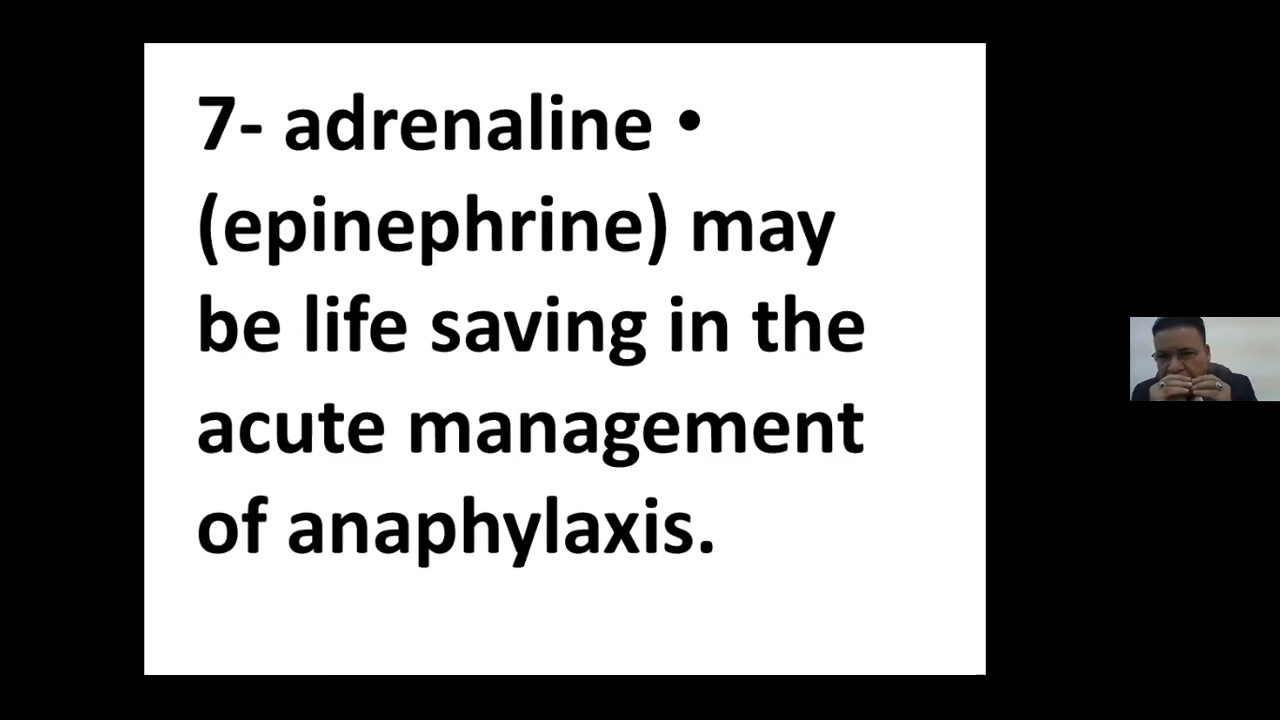 7- adrenaline •
(epinephrine) may
be life saving in the
acute management
of anaphylaxis.